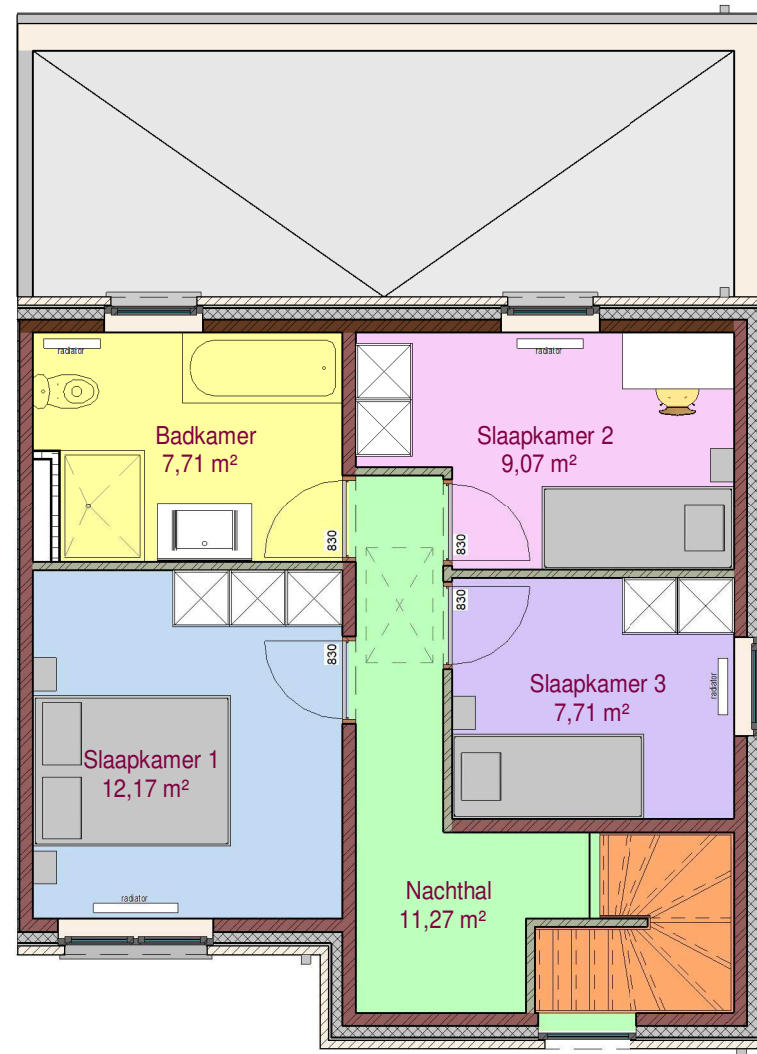 radiator
radiator
Badkamer
7,71 m²
Slaapkamer 2
9,07 m²
830
830
830
830
Slaapkamer 3
7,71 m²
radiator
Slaapkamer 1
12,17 m²
radiator
Nachthal
11,27 m²